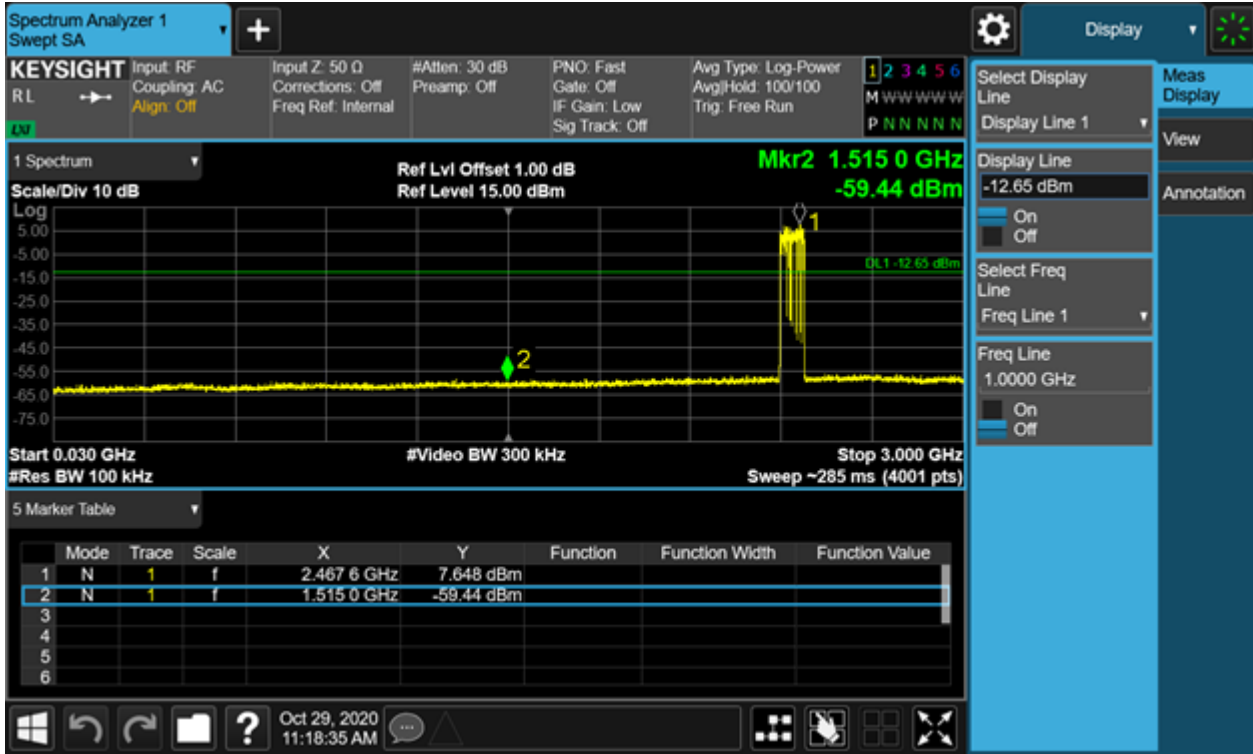 Spectrum Analyzer 1
Swept SA
Display
KEYSIGHT
RL
LXI
Input: RF
Coupling: AC
Align: Off
Input Z: 50 Ω
Corrections: Off
Freq Ref: Internal
#Atten: 30 dB
Preamp: Off
PNO: Fast
Gate: Off
IF Gain: Low
Sig Track: Off
Avg Type: Log-Power
Avg|Hold: 100/100
Trig: Free Run
1 2 3 4 5 6
M W W W W W
P N N N N N
1 Spectrum
Scale/Div 10 dB
Ref Lvl Offset 1.00 dB
Ref Level 15.00 dBm
Mkr2 1.515 0 GHz
-59.44 dBm
Log
5.00
-5.00
-15.0
-25.0
-35.0
-45.0
-55.0
-65.0
-75.0
1
DL1 -12.65 dBm
2
Start 0.030 GHz
#Video BW 300 kHz
Stop 3.000 GHz
#Res BW 100 kHz
Sweep ~285 ms (4001 pts)
5 Marker Table
Mode Trace Scale X Y Function Function Width Function Value
1 N 1 f 2.467 6 GHz 7.648 dBm
2 N 1 f 1.515 0 GHz -59.44 dBm
3
4
5
6
Select Display
Line
Display Line 1
Display Line
-12.65 dBm
On
Off
Select Freq
Line
Freq Line 1
Freq Line
1.0000 GHz
On
Off
Meas
Display
View
Annotation
?
Oct 29, 2020
11:18:35 AM